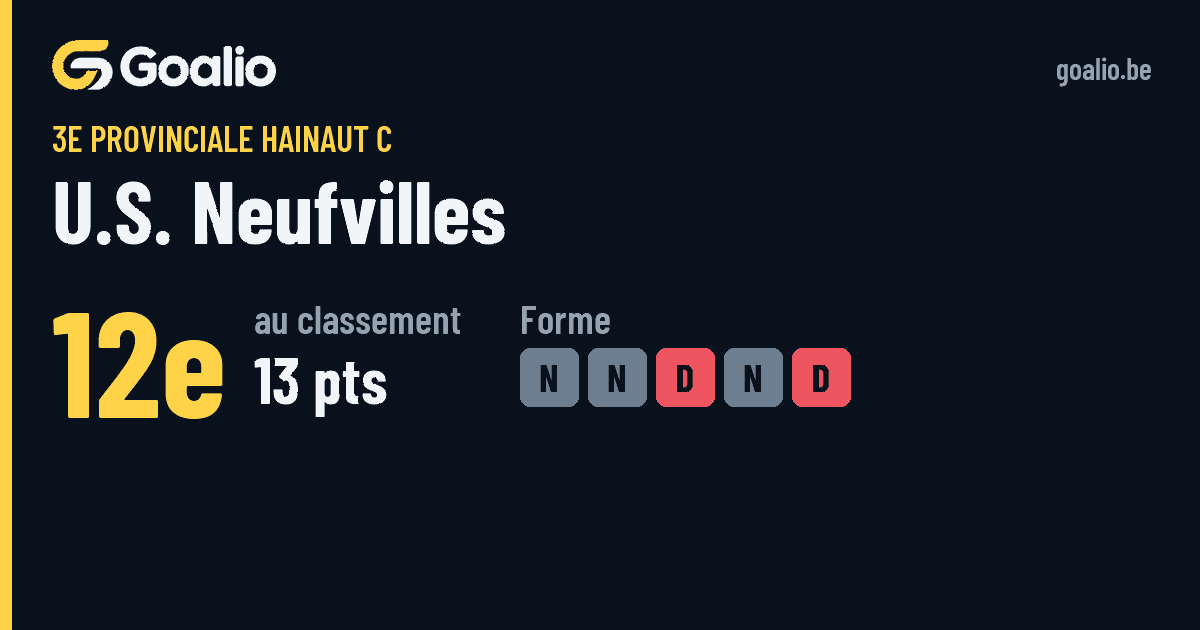 Goalio
goalio.be
3E PROVINCIALE HAINAUT C
U.S. Neufvilles
12e
au classement
13 pts
Forme
N N D N D